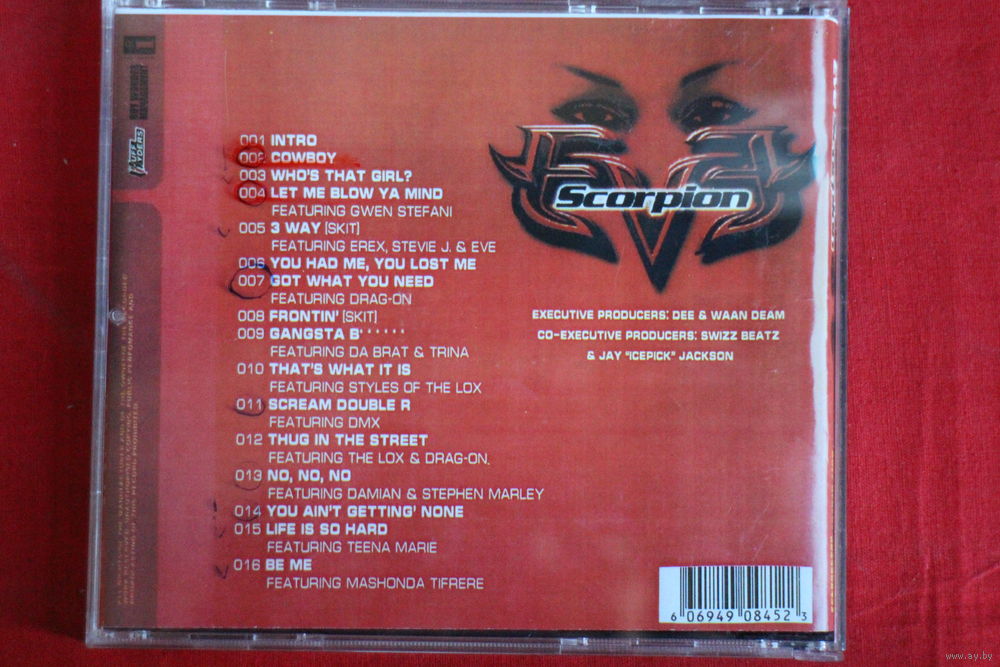 001 INTRO
002 COWBOY
003 WHO'S THAT GIRL?
004 LET ME BLOW YA MIND
FEATURING GWEN STEFANI
005 3 WAY [SKIT]
FEATURING EREX, STEVIE J. & EVE
006 YOU HAD ME, YOU LOST ME
007 GOT WHAT YOU NEED
FEATURING DRAG-ON
008 FRONTIN' [SKIT]
009 GANGSTA B'''''''
FEATURING DA BRAT & TRINA
010 THAT'S WHAT IT IS
FEATURING STYLES OF THE LOX
011 SCREAM DOUBLE R
FEATURING DMX
012 THUG IN THE STREET
FEATURING THE LOX & DRAG-ON.
013 NO, NO, NO
FEATURING DAMIAN & STEPHEN MARLEY
014 YOU AIN'T GETTING' NONE
015 LIFE IS SO HARD
FEATURING TEENA MARIE
016 BE ME
FEATURING MASHONDA TIFRERE
EVE
Scorpion
EXECUTIVE PRODUCERS: DEE & WAAN DEAM
CO-EXECUTIVE PRODUCERS: SWIZZ BEATZ
& JAY "ICEPICK" JACKSON
6 06949 08452 3
RUFF RYDERS
www.ay.by